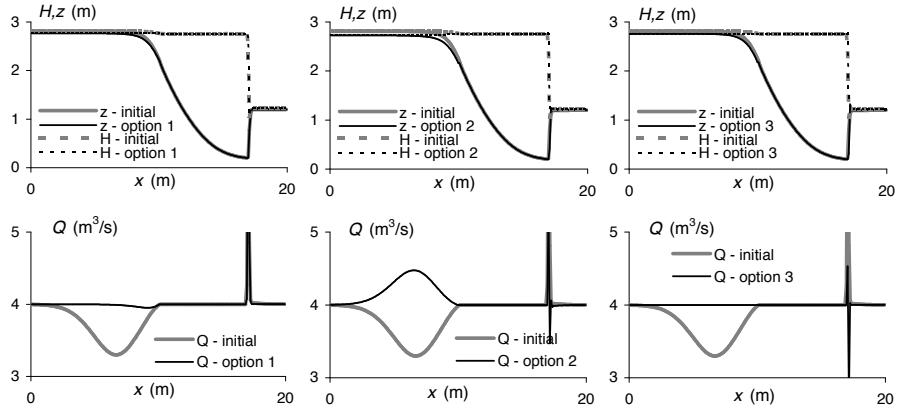 H,z (m)
3
2
1
0
z - initial
z - option 1
H - initial
H - option 1
0
x (m)
20
H,z (m)
3
2
1
0
z - initial
z - option 2
H - initial
H - option 2
0
x (m)
20
H,z (m)
3
2
1
0
z - initial
z - option 3
H - initial
H - option 3
0
x (m)
20
Q (m³/s)
5
4
3
Q - initial
Q - option 1
0
x (m)
20
Q (m³/s)
5
4
3
Q - initial
Q - option 2
0
x (m)
20
Q (m³/s)
5
4
3
Q - initial
Q - option 3
0
x (m)
20